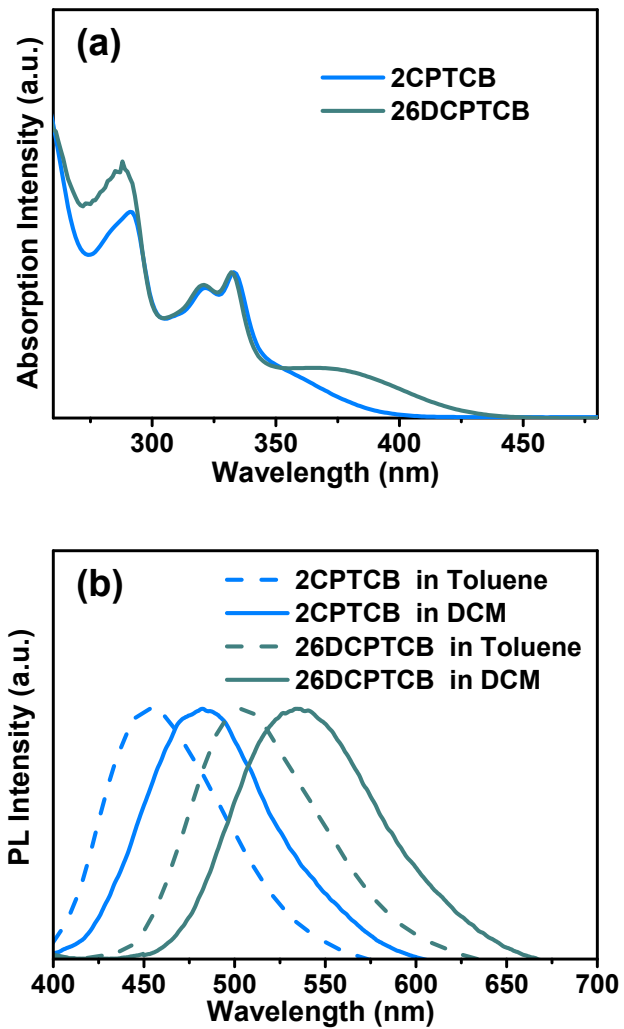 (a)
2CPTCB
26DCPTCB
Absorption Intensity (a.u.)
300 350 400 450
Wavelength (nm)
(b)
2CPTCB in Toluene
2CPTCB in DCM
26DCPTCB in Toluene
26DCPTCB in DCM
PL Intensity (a.u.)
400 450 500 550 600 650 700
Wavelength (nm)